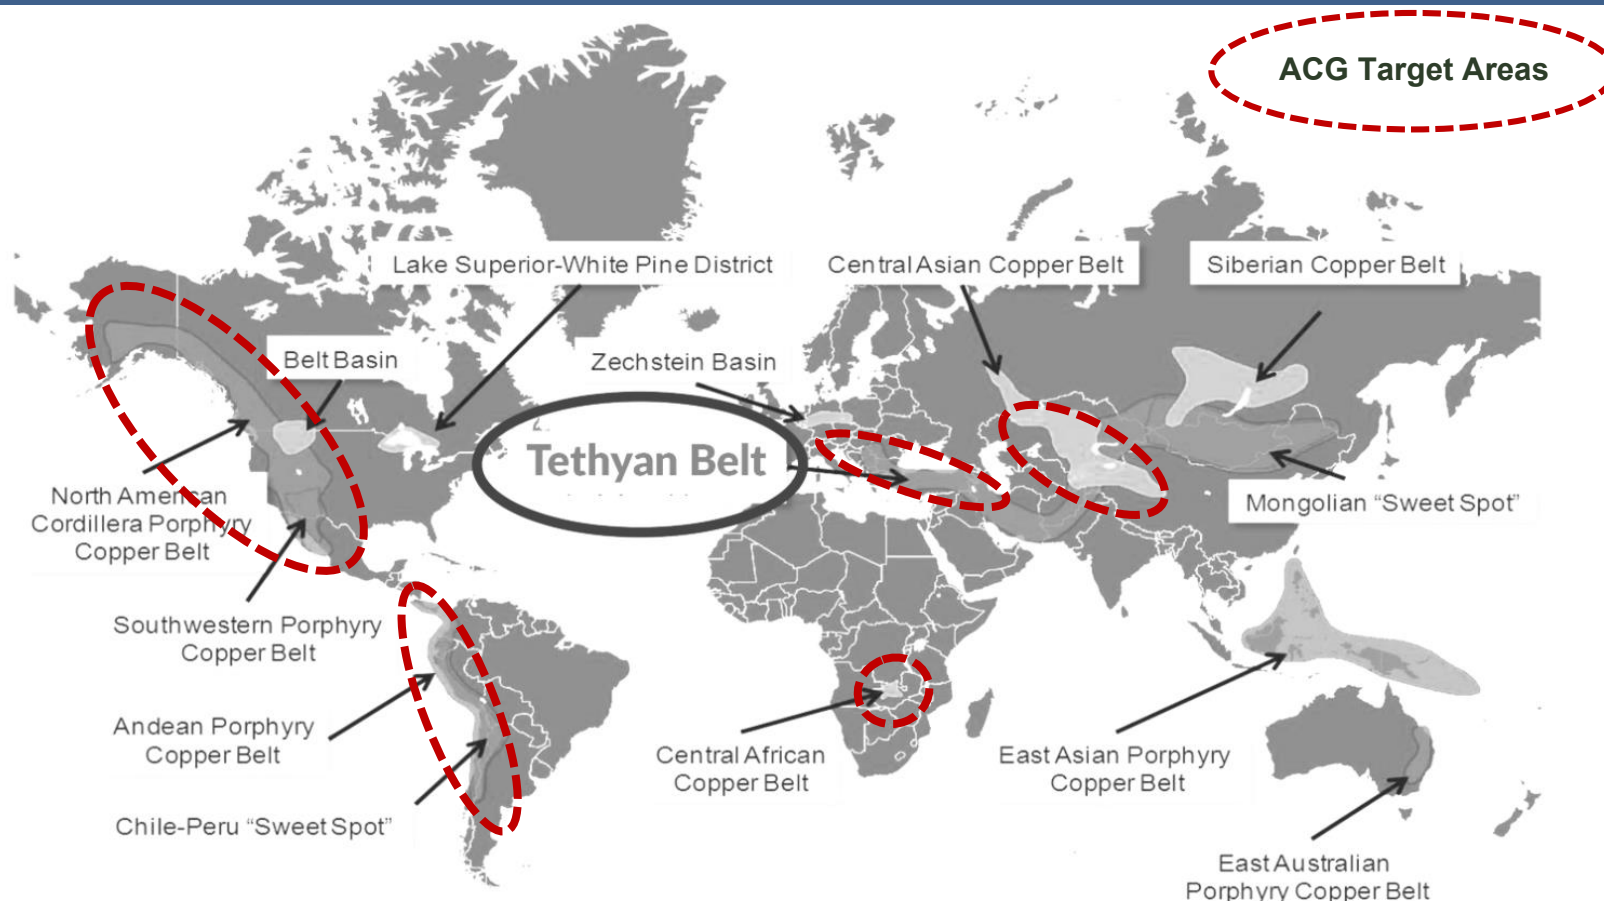 ACG Target Areas
Lake Superior-White Pine District
Central Asian Copper Belt
Siberian Copper Belt
Belt Basin
Zechstein Basin
Tethyan Belt
North American
Cordillera Porphyry
Copper Belt
Mongolian “Sweet Spot”
Southwestern Porphyry
Copper Belt
Andean Porphyry
Copper Belt
Central African
Copper Belt
East Asian Porphyry
Copper Belt
Chile-Peru “Sweet Spot”
East Australian
Porphyry Copper Belt